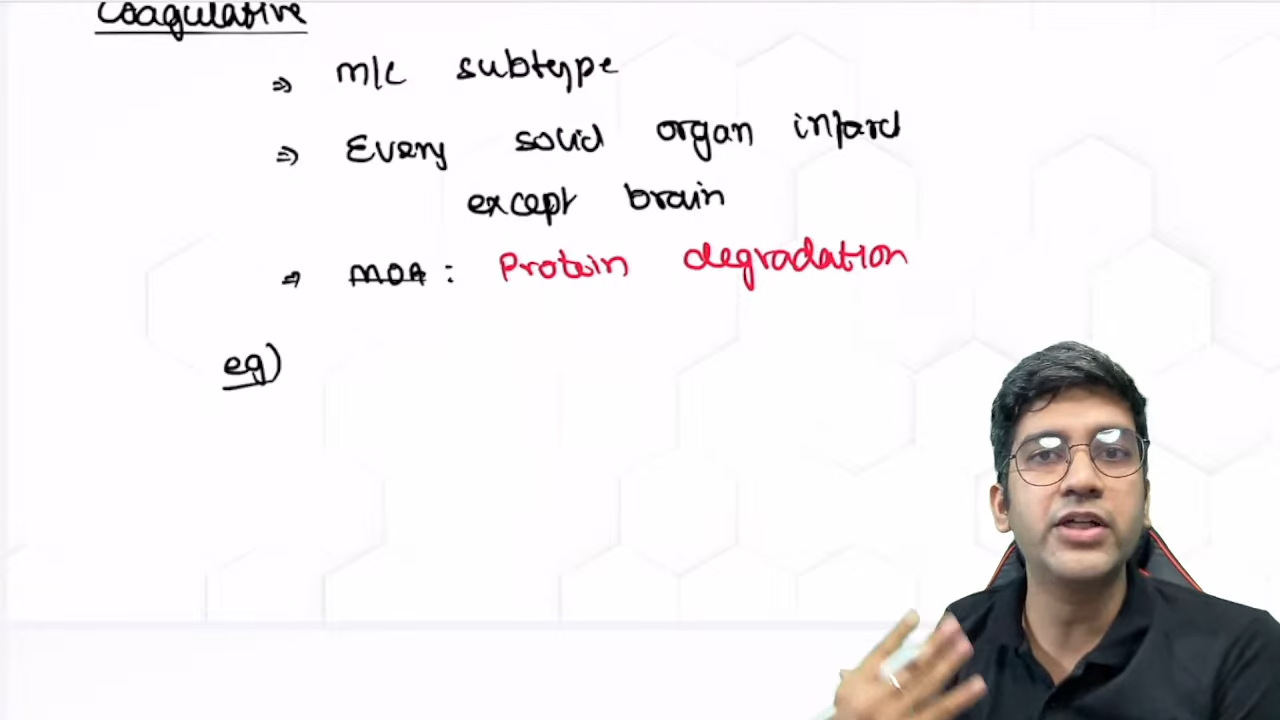 Coagulative
⇒ M/C subtype
⇒ Every solid organ infarct
except brain
⇒ MOA : Protein degradation
eg)